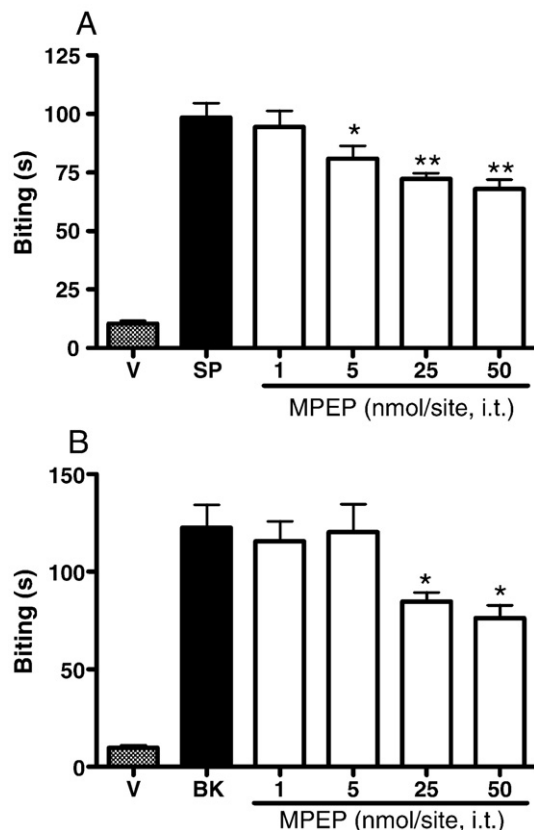 A
125
100
75
50
25
0
Biting (s)
*
**
**
V SP 1 5 25 50
MPEP (nmol/site, i.t.)
B
150
100
50
0
Biting (s)
*
*
V BK 1 5 25 50
MPEP (nmol/site, i.t.)